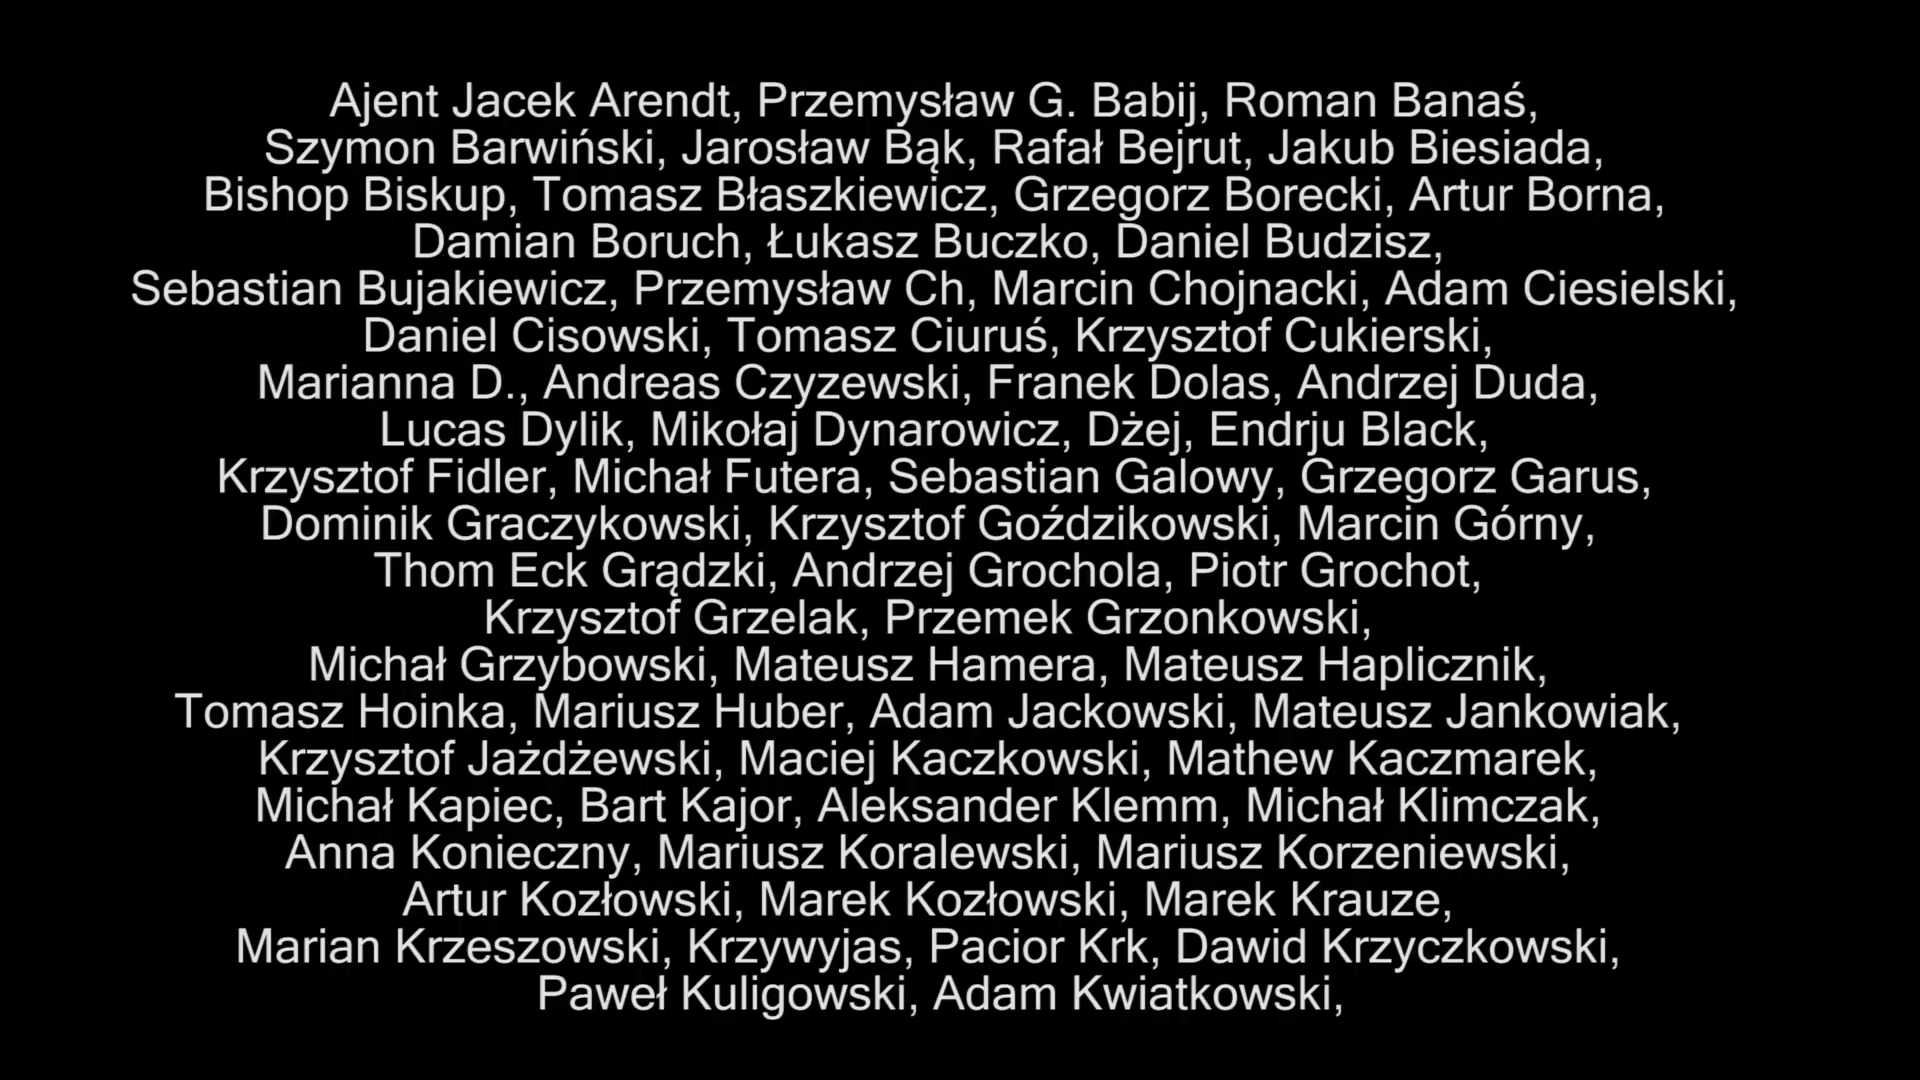 Ajent Jacek Arendt, Przemysław G. Babij, Roman Banaś,
Szymon Barwiński, Jarosław Bąk, Rafał Bejrut, Jakub Biesiada,
Bishop Biskup, Tomasz Błaszkiewicz, Grzegorz Borecki, Artur Borna,
Damian Boruch, Łukasz Buczko, Daniel Budzisz,
Sebastian Bujakiewicz, Przemysław Ch, Marcin Chojnacki, Adam Ciesielski,
Daniel Cisowski, Tomasz Ciuruś, Krzysztof Cukierski,
Marianna D., Andreas Czyzewski, Franek Dolas, Andrzej Duda,
Lucas Dylik, Mikołaj Dynarowicz, Dżej, Endrju Black,
Krzysztof Fidler, Michał Futera, Sebastian Galowy, Grzegorz Garus,
Dominik Graczykowski, Krzysztof Goździkowski, Marcin Górny,
Thom Eck Grądzki, Andrzej Grochola, Piotr Grochot,
Krzysztof Grzelak, Przemek Grzonkowski,
Michał Grzybowski, Mateusz Hamera, Mateusz Haplicznik,
Tomasz Hoinka, Mariusz Huber, Adam Jackowski, Mateusz Jankowiak,
Krzysztof Jażdżewski, Maciej Kaczkowski, Mathew Kaczmarek,
Michał Kapiec, Bart Kajor, Aleksander Klemm, Michał Klimczak,
Anna Konieczny, Mariusz Koralewski, Mariusz Korzeniewski,
Artur Kozłowski, Marek Kozłowski, Marek Krauze,
Marian Krzeszowski, Krzywyjas, Pacior Krk, Dawid Krzyczkowski,
Paweł Kuligowski, Adam Kwiatkowski,